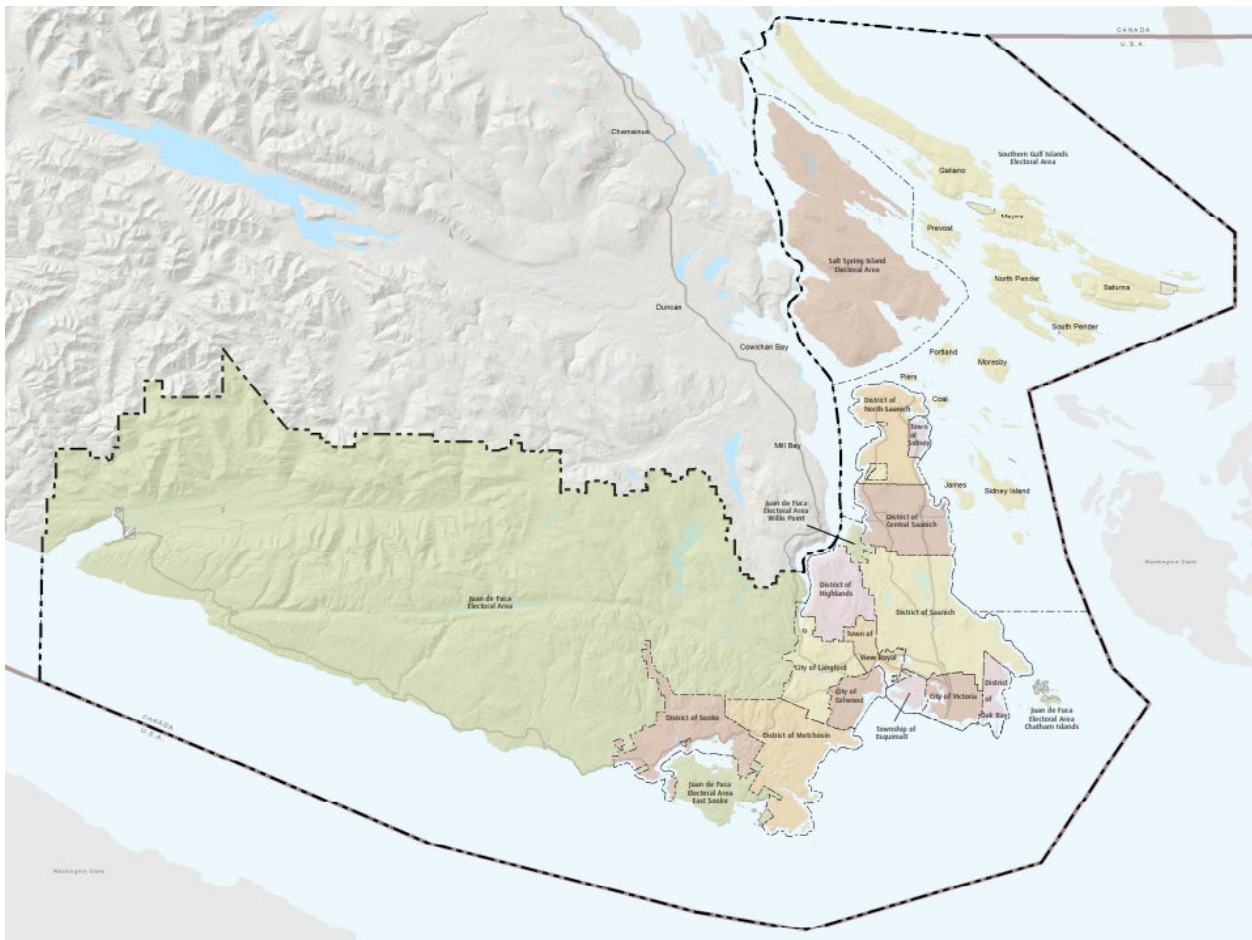 CANADA
U.S.A.
Chemainus
Southern Gulf Islands
Electoral Area
Galiano
Mayne
Prevost
Salt Spring Island
Electoral Area
North Pender
Saturna
Duncan
South Pender
Cowichan Bay
Portland
Moresby
Piers
Coal
District of
North Saanich
Town
of
Sidney
Mill Bay
James
Sidney Island
Juan de Fuca
Electoral Area
Willis Point
District of
Central Saanich
Washington State
District of
Highlands
Juan de Fuca
Electoral Area
District of Saanich
Town of
View Royal
City of Langford
City of
Colwood
City of Victoria
District
of
Oak Bay
Juan de Fuca
Electoral Area
Chatham Islands
District of Sooke
District of Metchosin
Township of
Esquimalt
CANADA
U.S.A.
Juan de Fuca
Electoral Area
East Sooke
Washington State